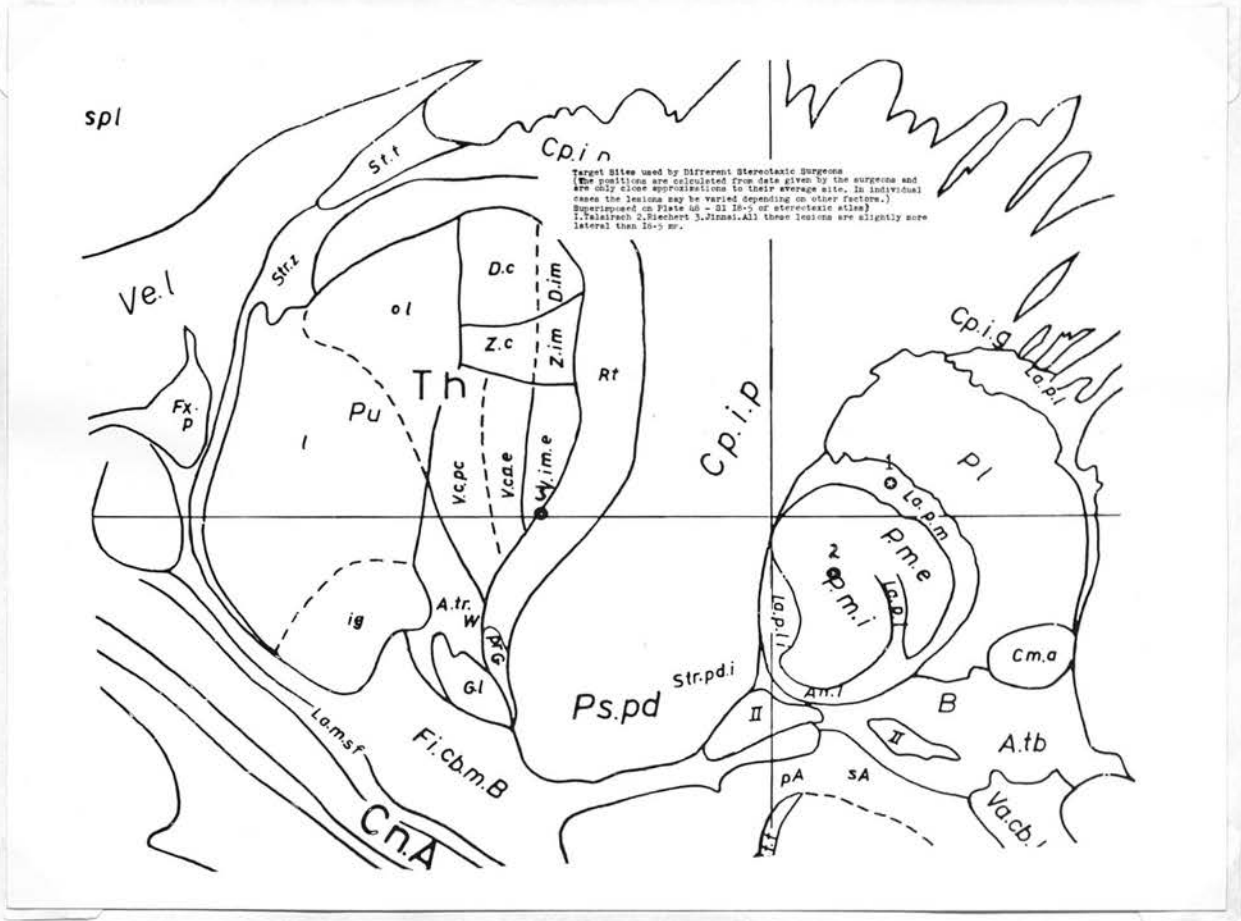 spl
St.t
Cp.i.p
Target Sites used by Different Stereotaxic Surgeons
(The positions are calculated from data given by the surgeons and
are only close approximations to their average site. In individual
cases the lesions may be varied depending on other factors.)
Superimposed on Plate 48 - Sl 18·5 of stereotaxic atlas)
1.Talairach 2.Riechert 3.Jinnai.All these lesions are slightly more
lateral than 18·5 mm.
Str.z
D.c
D.im
Ve.l
ol
Z.c
Z.im
Cp.i.g
La.p.l
Th
Rt
Fx.
p
Pu
l
Cp.i.p
V.c.pc
V.c.a.e
V.im.e
Pl
1
La.p.m
P.m.e
2
P.m.i
La.p.i
A.tr.
W
ig
G
Cm.a
Str.pd.i
G.l
An.l
B
Ps.pd
II
II
La.m.sf
Fi.cb.m.B
A.tb
pA
sA
Va.cb.l
Cn.A